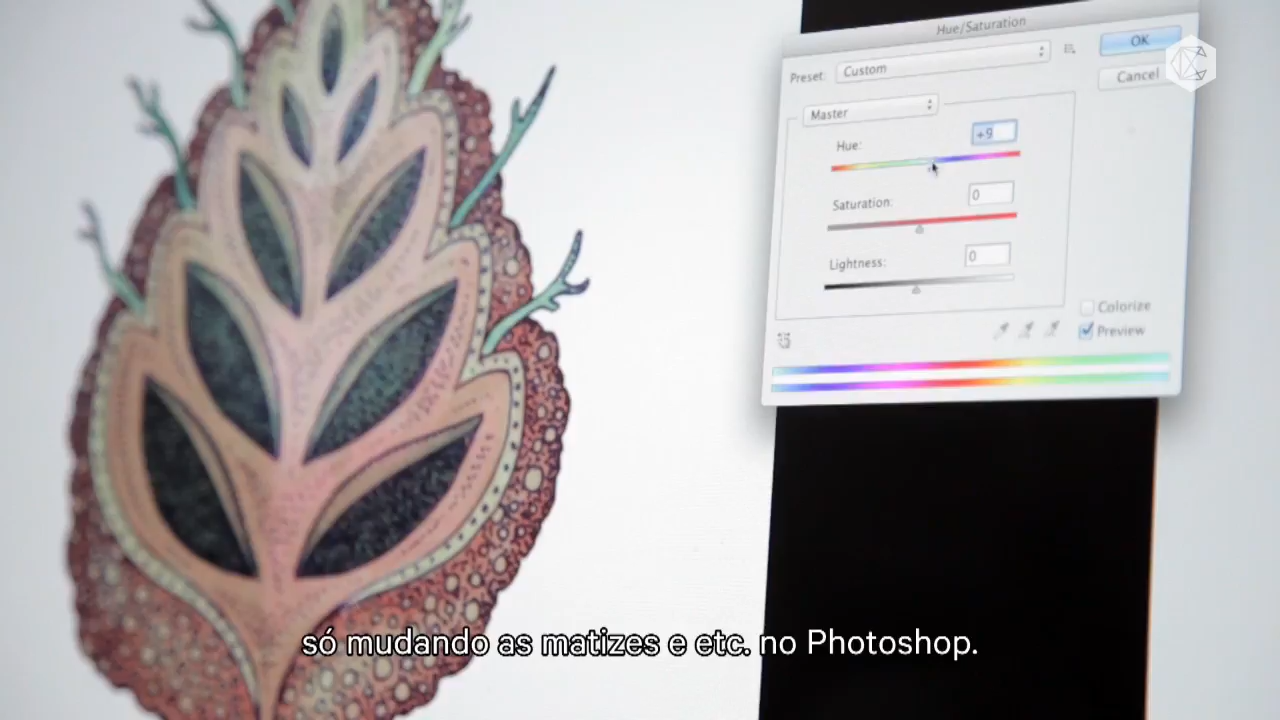 Hue/Saturation
Preset: Custom
OK
Cancel
Master
Hue:
+9
Saturation:
0
Lightness:
0
Colorize
Preview
só mudando as matizes e etc. no Photoshop.